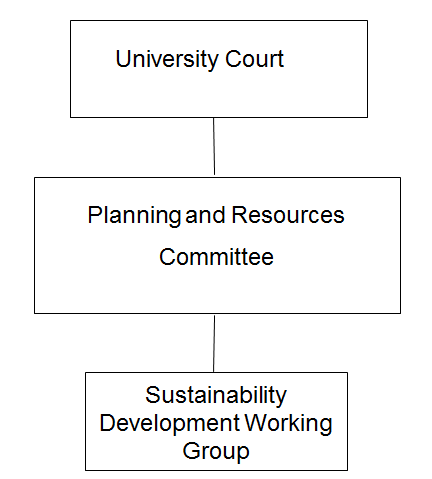 University Court
Planning and Resources
Committee
Sustainability
Development Working
Group